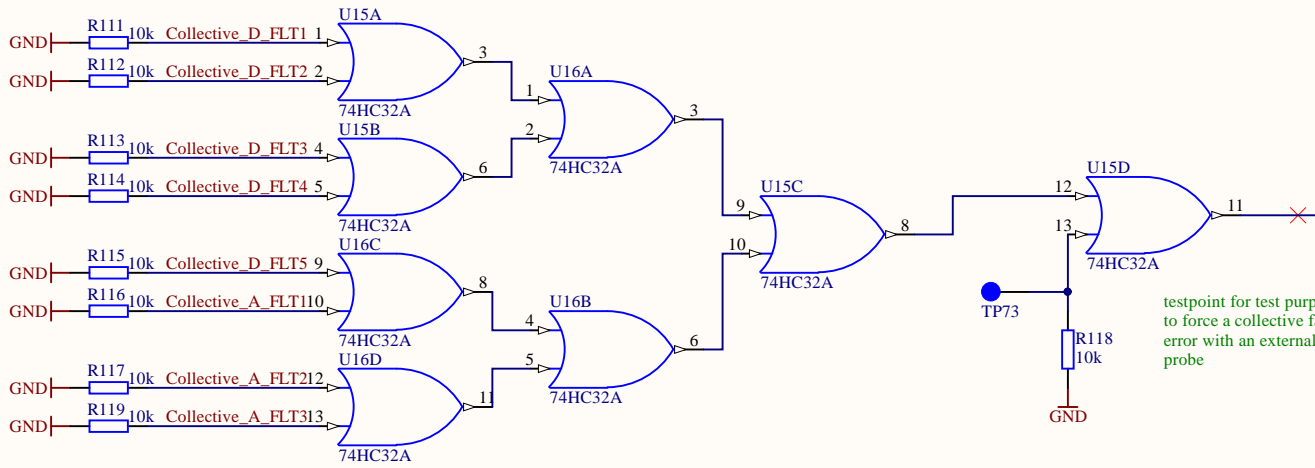 U15A
R111
GND 10k Collective_D_FLT1 1
3
R112
GND 10k Collective_D_FLT2 2
74HC32A
U16A
1
3
2
74HC32A
U15B
R113
GND 10k Collective_D_FLT3 4
6
R114
GND 10k Collective_D_FLT4 5
74HC32A
U15C
9
8
10
74HC32A
U15D
12
11
13
74HC32A
U16C
R115
GND 10k Collective_D_FLT5 9
8
R116
GND 10k Collective_A_FLT1 10
74HC32A
U16B
4
6
5
74HC32A
TP73
R118
10k
GND
testpoint for test purp
to force a collective f
error with an external
probe
U16D
R117
GND 10k Collective_A_FLT2 12
11
R119
GND 10k Collective_A_FLT3 13
74HC32A